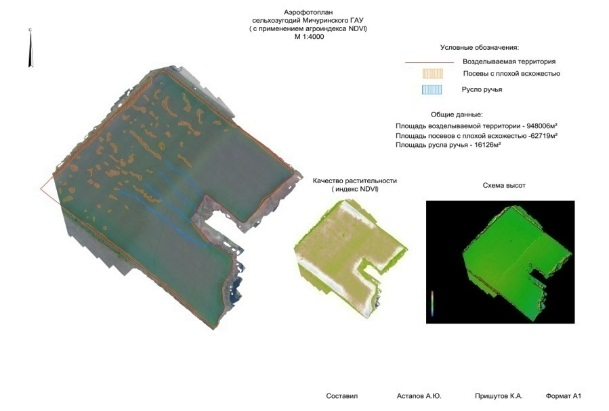 Аэрофотоплан
сельхозугодий Мичуринского ГАУ
( с применением агроиндекса NDVI)
М 1:4000
Условные обозначения:
Возделываемая территория
Посевы с плохой всхожестью
Русло ручья
Общие данные:
Площадь возделываемой территории - 948006м²
Площадь посевов с плохой всхожестью -62719м²
Площадь русла ручья - 16126м²
Качество растительности
( индекс NDVI)
Схема высот
Составил Астапов А.Ю. Пришутов К.А. Формат А1